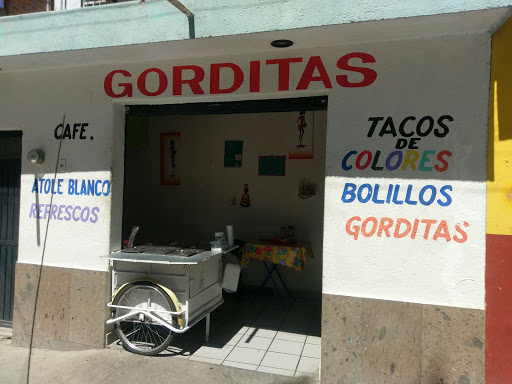 GORDITAS
CAFE.
ATOLE BLANCO
REFRESCOS
TACOS
DE
COLORES
BOLILLOS
GORDITAS